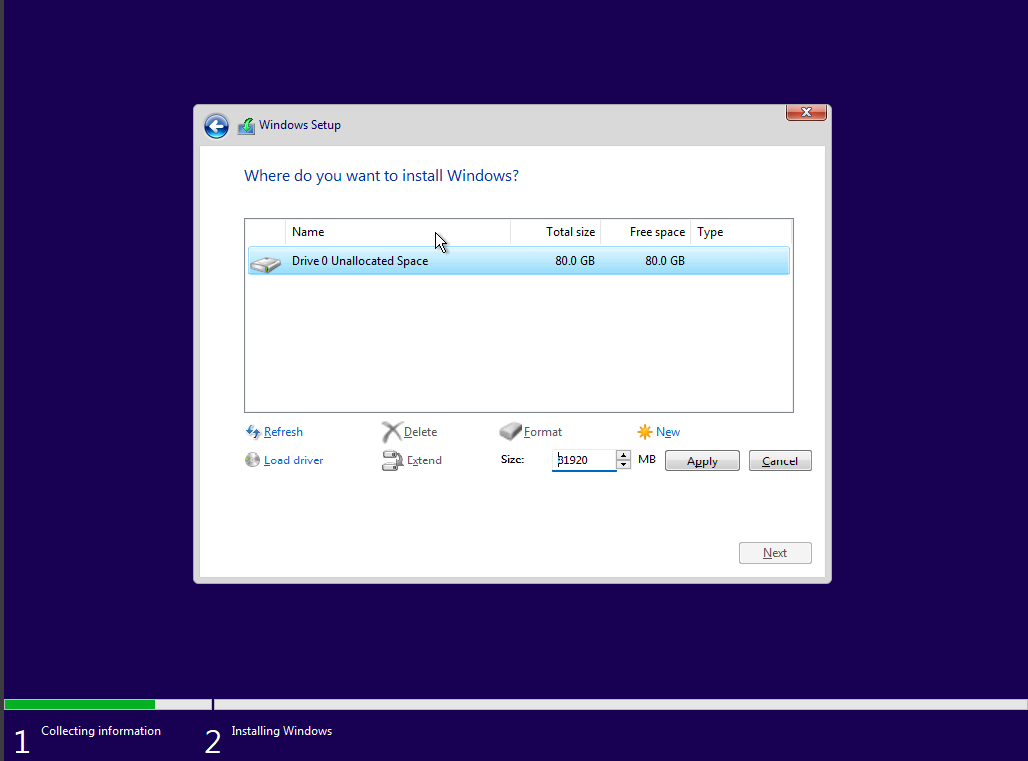 Windows Setup
Where do you want to install Windows?
Name Total size Free space Type
Drive 0 Unallocated Space 80.0 GB 80.0 GB
Refresh Delete Format New
Load driver Extend Size: 81920 MB Apply Cancel
Next
1 Collecting information 2 Installing Windows